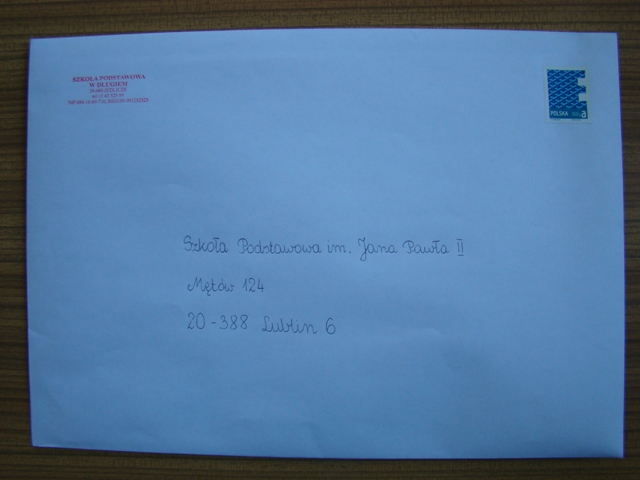 SZKOŁA PODSTAWOWA
POLSKA
a
Szkoła Podstawowa im. Jana Pawła II
Mętów 124
20-388 Lublin 6